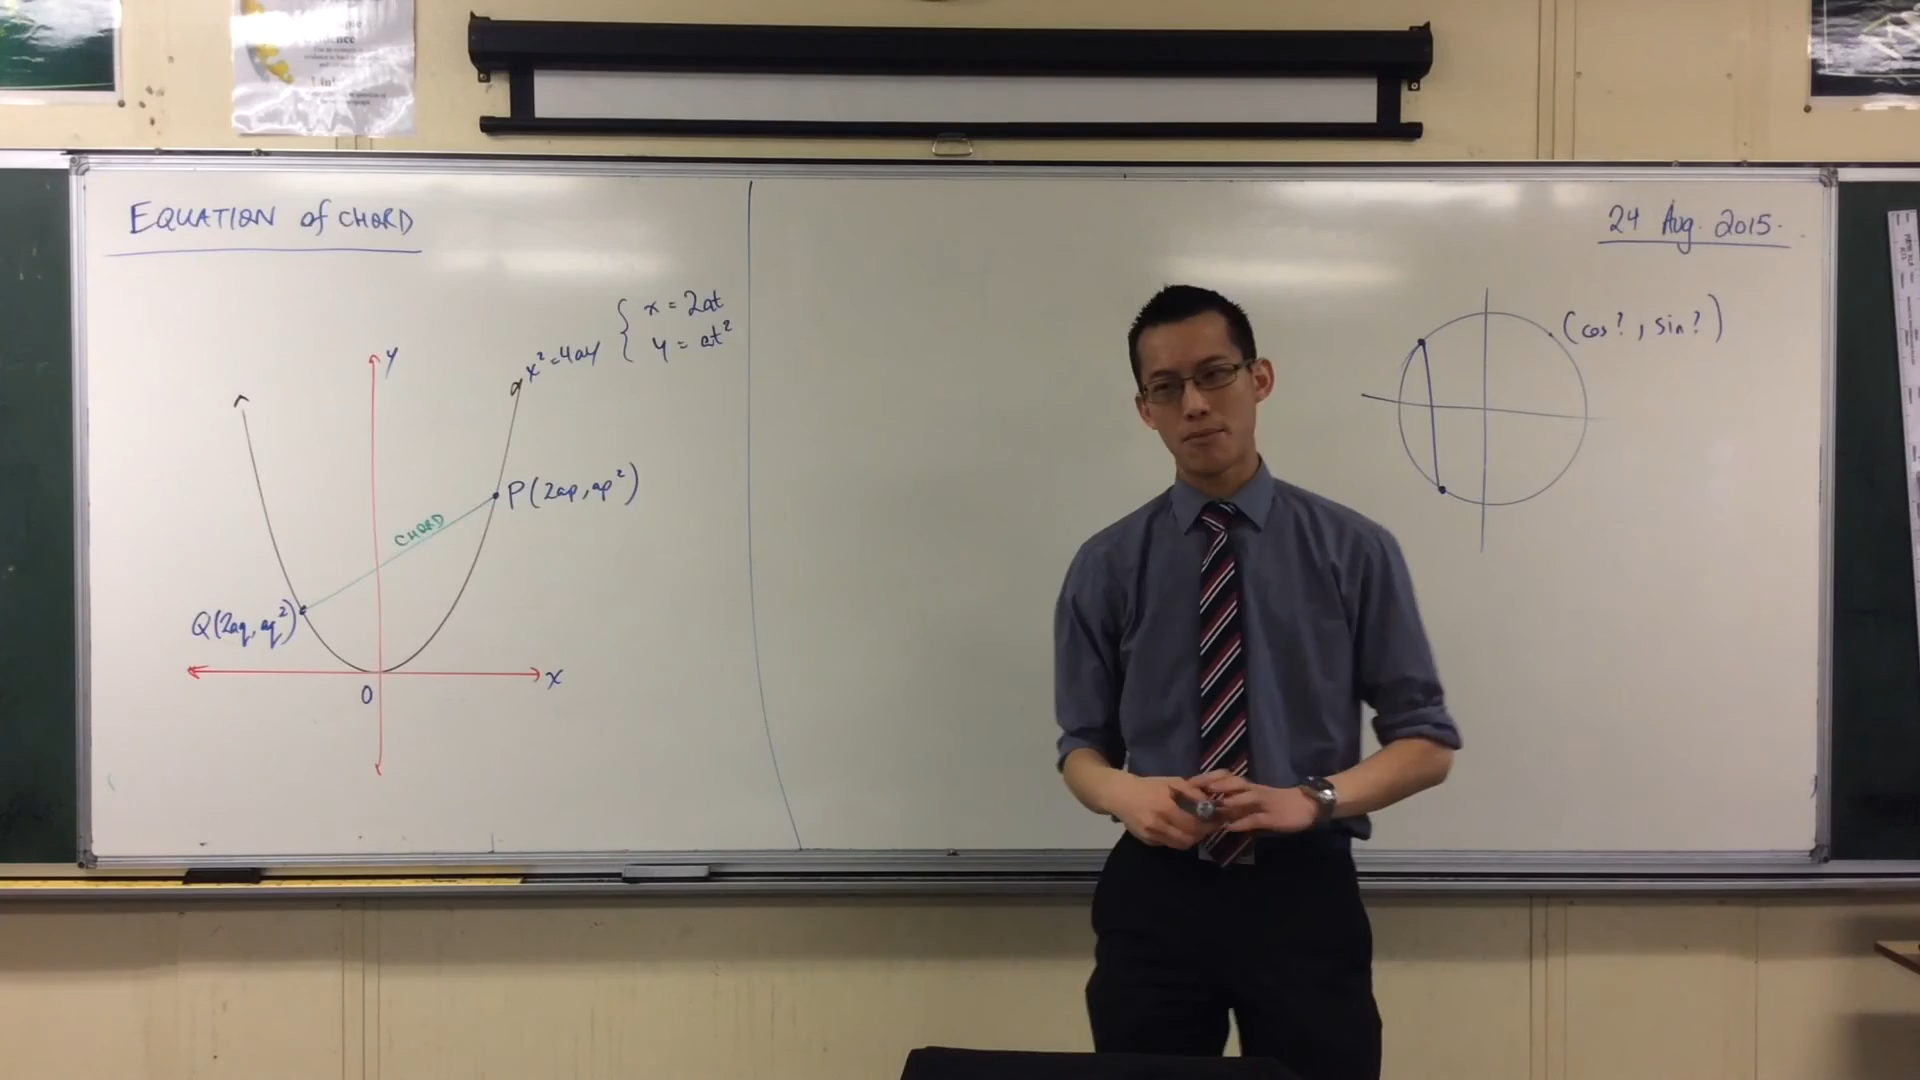 EQUATION of CHORD
24 Aug. 2015.
x = 2at
y = at²
x² = 4ay
(cos?, sin?)
y
P(2ap, ap²)
CHORD
Q(2aq, aq²)
x
0